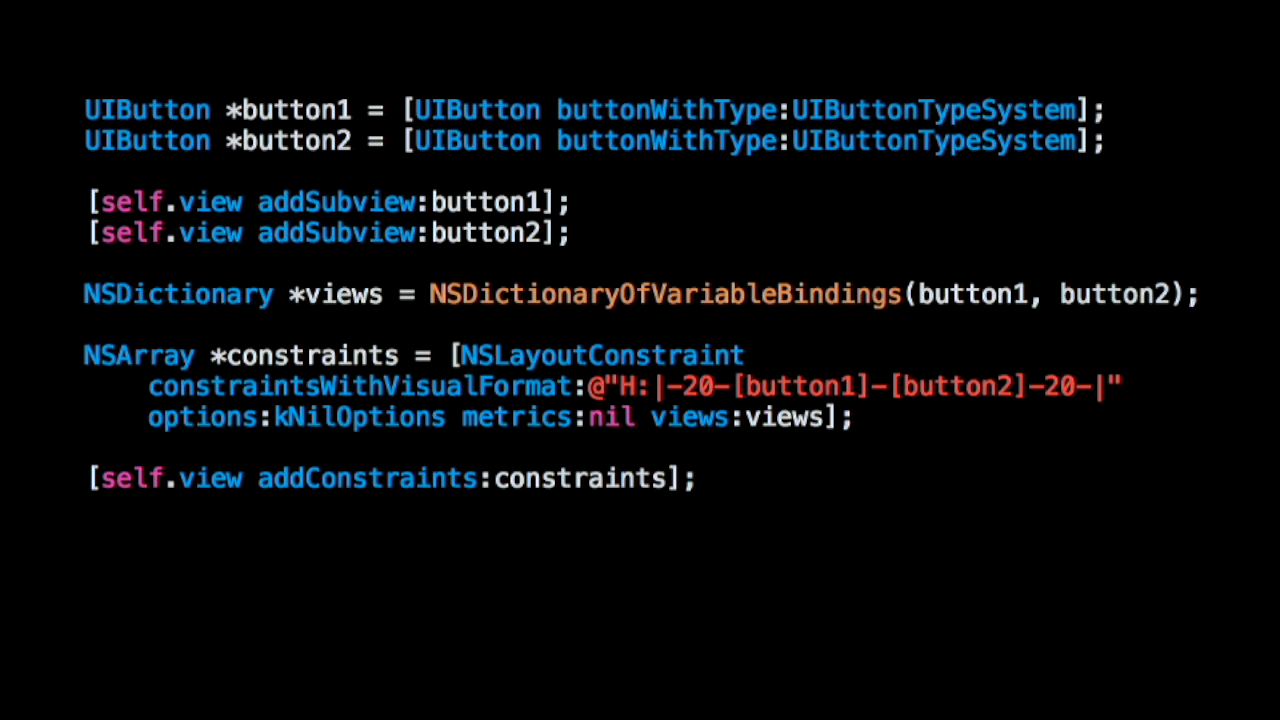 UIButton *button1 = [UIButton buttonWithType:UIButtonTypeSystem];
UIButton *button2 = [UIButton buttonWithType:UIButtonTypeSystem];
[self.view addSubview:button1];
[self.view addSubview:button2];
NSDictionary *views = NSDictionaryOfVariableBindings(button1, button2);
NSArray *constraints = [NSLayoutConstraint
constraintsWithVisualFormat:@"H:|-20-[button1]-[button2]-20-|"
options:kNilOptions metrics:nil views:views];
[self.view addConstraints:constraints];